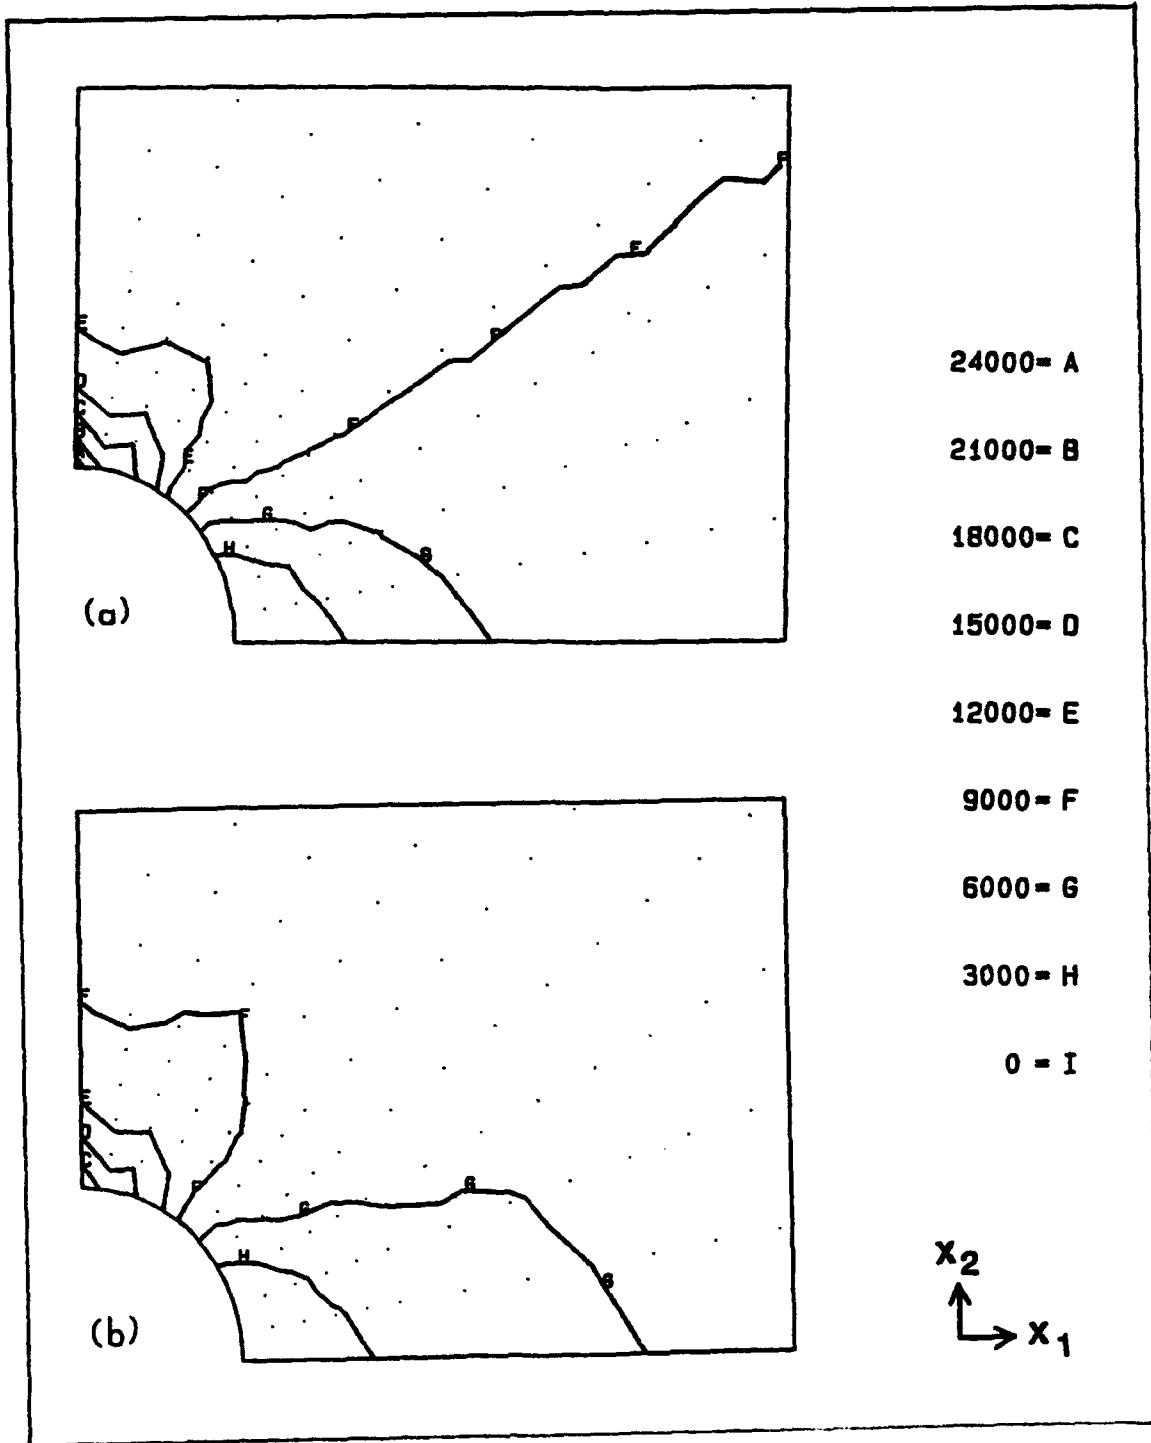 F
F
F
F
E
E
D
C
B
F
G
G
H
(a)
24000= A
21000= B
18000= C
15000= D
12000= E
9000= F
6000= G
3000= H
0 = I
F
F
E
D
C
F
G
G
G
H
(b)
X2
X1